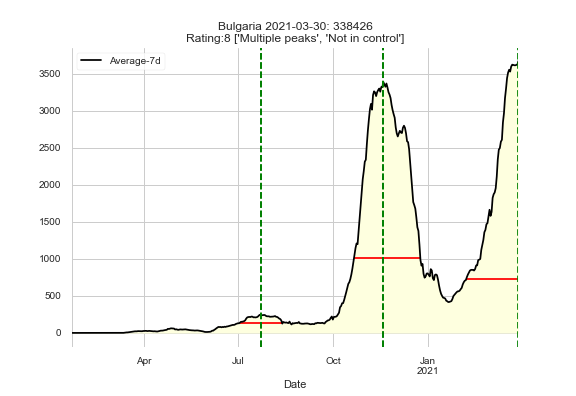 Bulgaria 2021-03-30: 338426
Rating:8 ['Multiple peaks', 'Not in control']
Average-7d
3500
3000
2500
2000
1500
1000
500
0
Apr
Jul
Oct
Jan
2021
Date